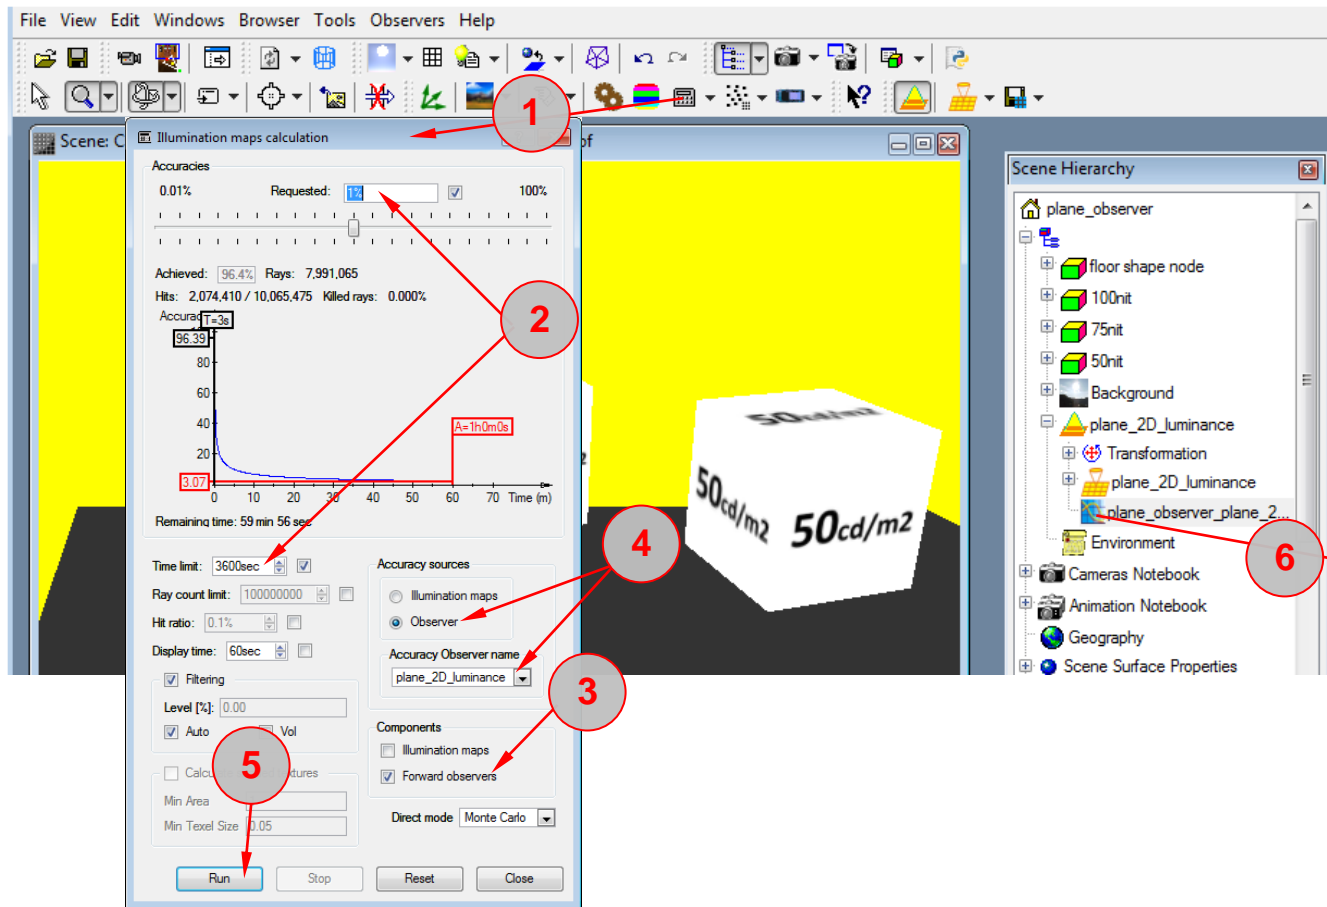 File View Edit Windows Browser Tools Observers Help
1
Scene: C
of
Illumination maps calculation
Accuracies
0.01% Requested: 1% 100%
Achieved: 96.4% Rays: 7,991,065
Hits: 2,074,410 / 10,065,475 Killed rays: 0.000%
T=3s
96.39
80
60
40
20
3.07
A=1h0m0s
0 10 20 30 40 50 60 70 Time (m)
Remaining time: 59 min 56 sec
2
Time limit: 3600sec
Ray count limit: 100000000
Hit ratio: 0.1%
Display time: 60sec
Filtering
Level [%]: 0.00
Auto Vol
5
Min Area
Min Texel Size 0.05
Accuracy sources
Illumination maps
Observer
Accuracy Observer name
plane_2D_luminance
4
3
Components
Illumination maps
Forward observers
Direct mode Monte Carlo
Run Stop Reset Close
50cd/m2
50cd/m2
50cd/m2
Scene Hierarchy
plane_observer
floor shape node
100nit
75nit
50nit
Background
plane_2D_luminance
Transformation
plane_2D_luminance
plane_observer_plane_2...
Environment
6
Cameras Notebook
Animation Notebook
Geography
Scene Surface Properties